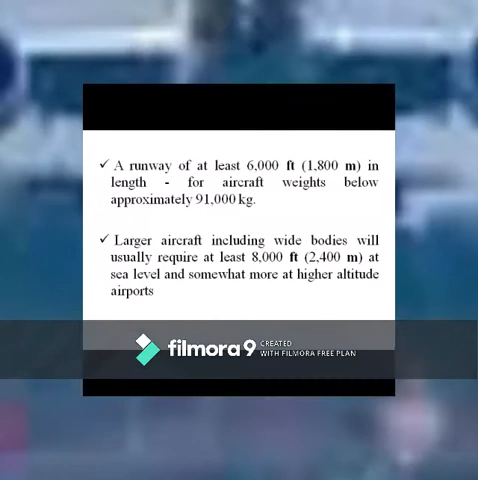 ✓ A runway of at least 6,000 ft (1,800 m) in
length - for aircraft weights below
approximately 91,000 kg.
✓ Larger aircraft including wide bodies will
usually require at least 8,000 ft (2,400 m) at
sea level and somewhat more at higher altitude
airports
filmora 9 CREATED
WITH FILMORA FREE PLAN